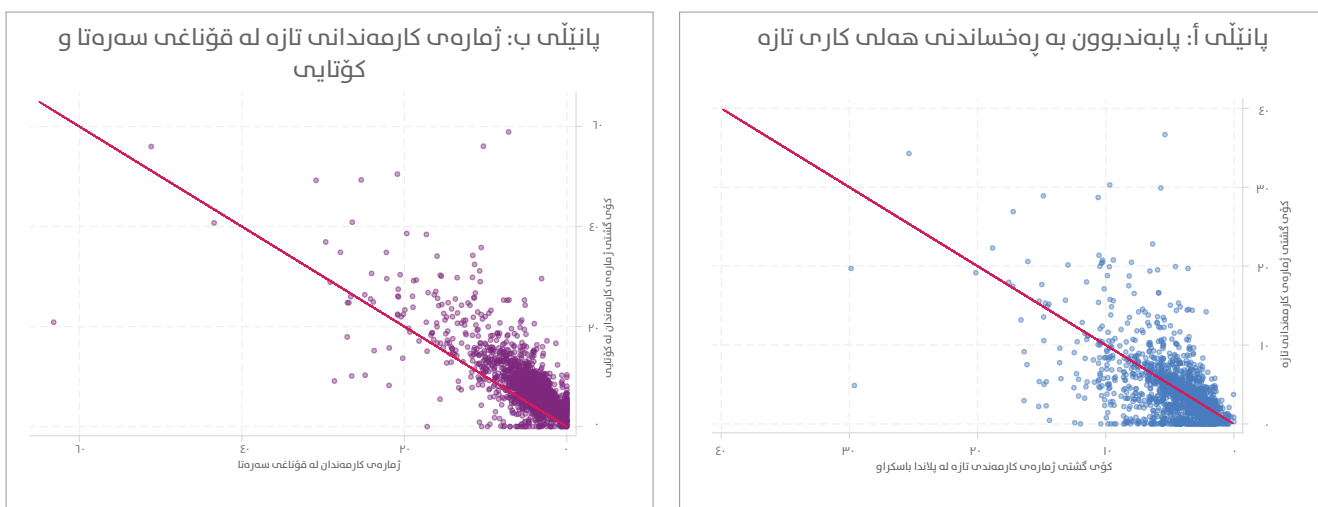 پانێڵی أ: پابەندبوون بە ڕەخساندنی هەلی کاری تازە
٤٠
٣٠
٢٠
١٠
٠
کۆی گشتی ژمارەی کارمەندانی تازە
٤٠
٣٠
٢٠
١٠
٠
کۆی گشتی ژمارەی کارمەندی تازە لە پلاندا باسکراو
پانێڵی ب: ژمارەی کارمەندانی تازە لە قۆناغی سەرەتا و
کۆتایی
٦٠
٤٠
٢٠
٠
کۆی گشتی ژمارەی کارمەندان لە کۆتایی
٦٠
٤٠
٢٠
٠
ژمارەی کارمەندان لە قۆناغی سەرەتا